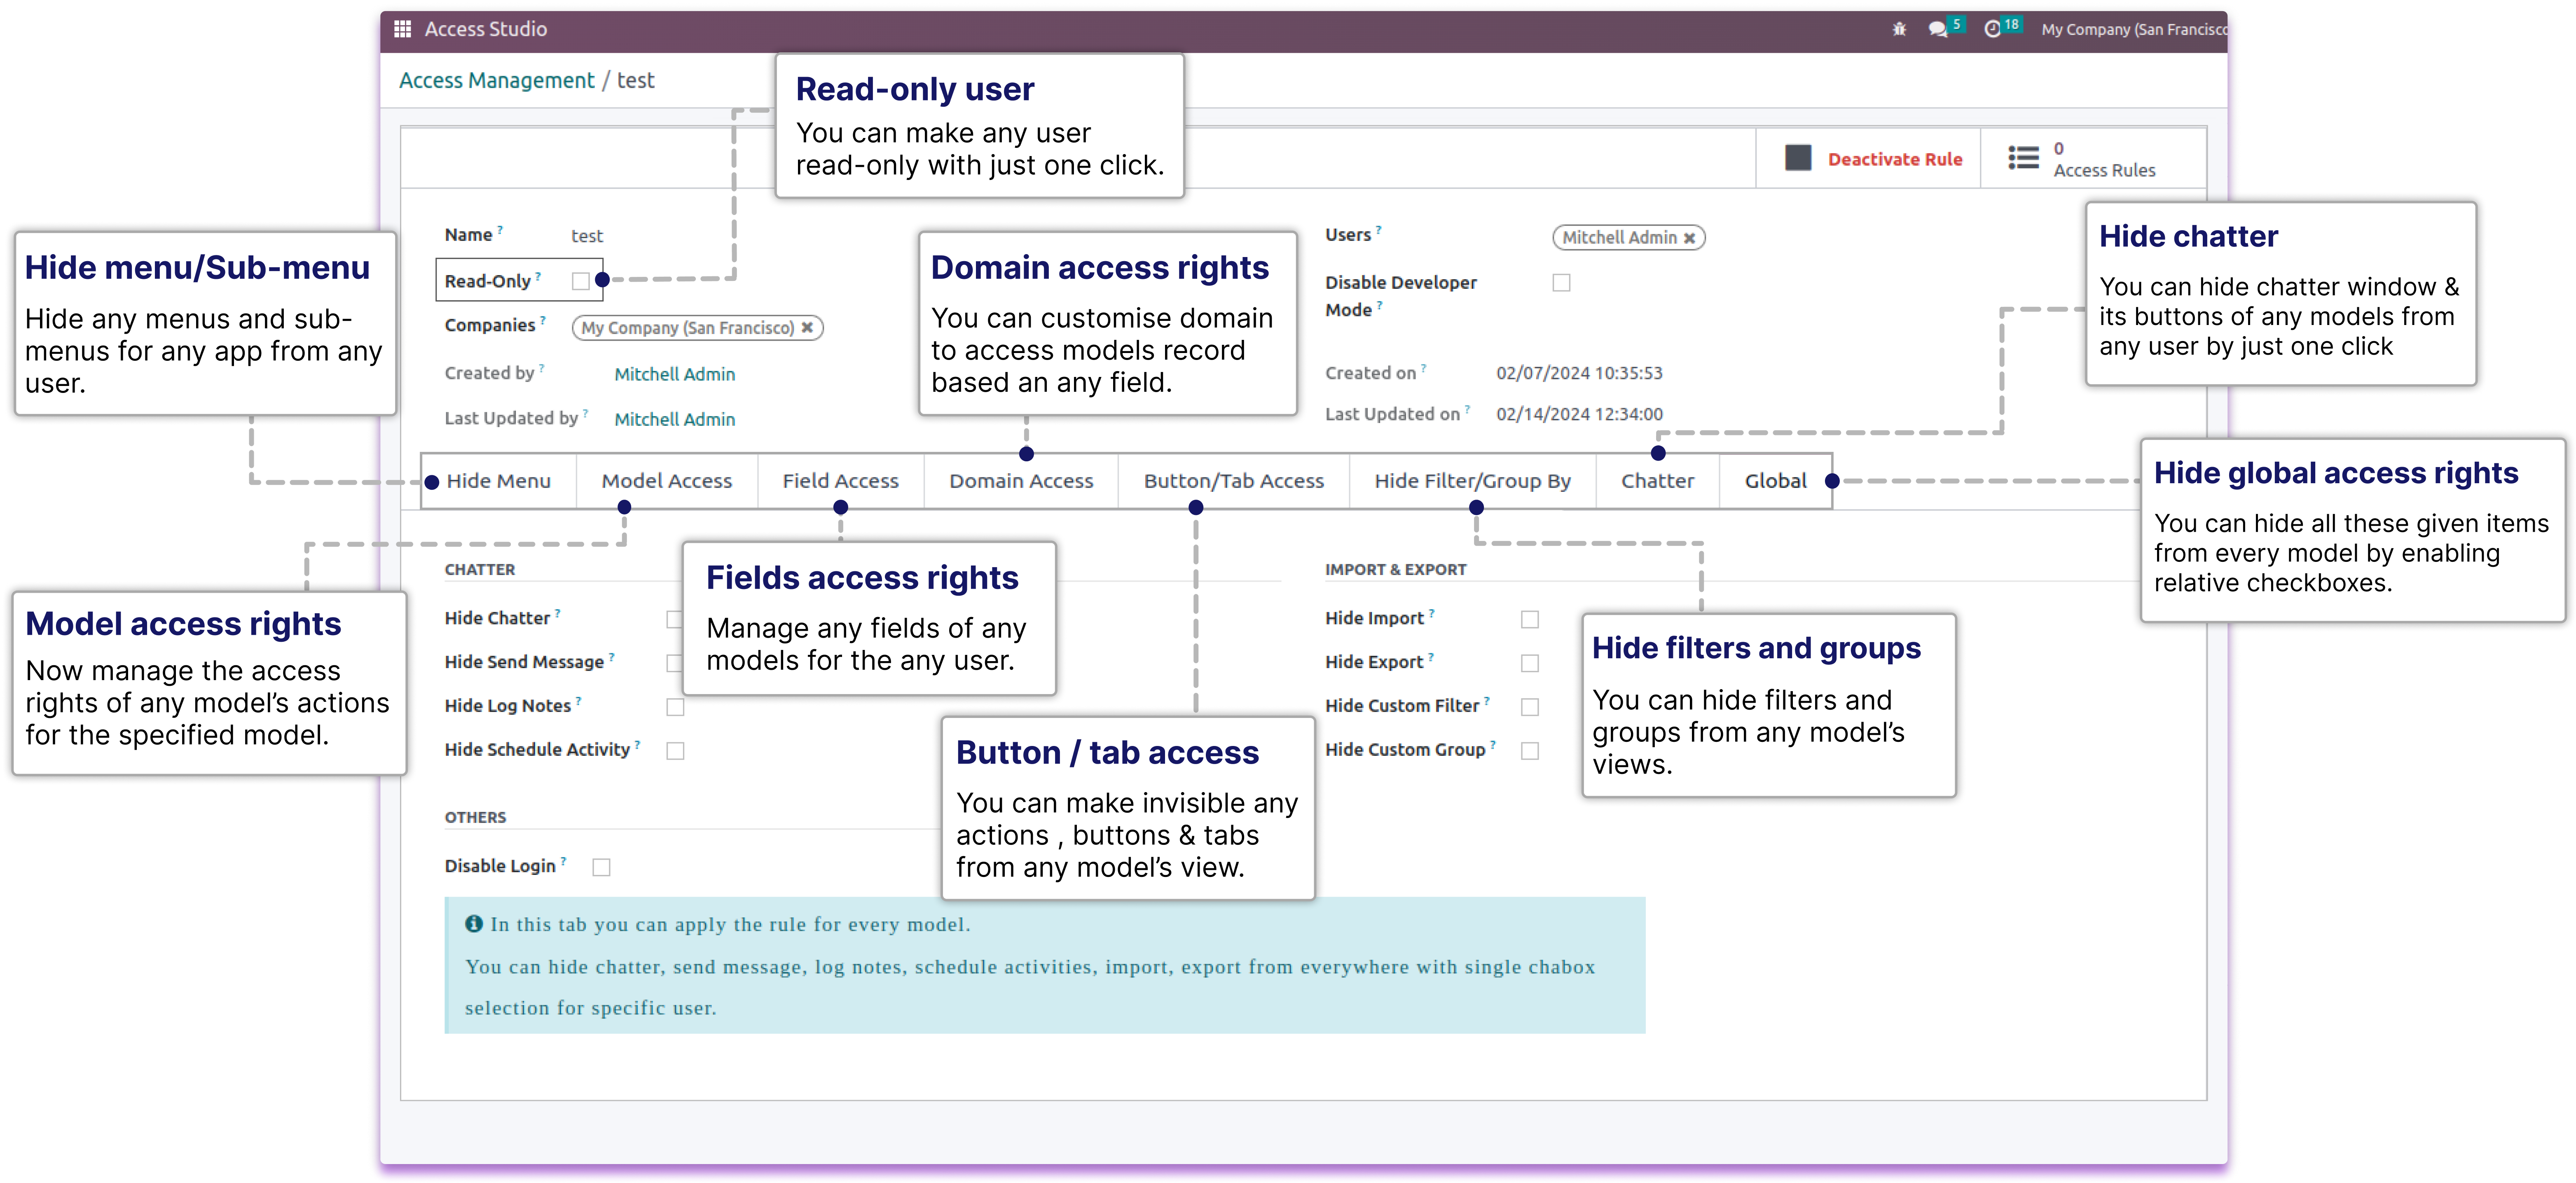 Access Studio
5
18
My Company (San Francisco
Access Management / test
Read-only user
You can make any user
read-only with just one click.
Deactivate Rule
0
Access Rules
Name ?
test
Read-Only ?
Companies ?
My Company (San Francisco) ✖
Created by ?
Mitchell Admin
Last Updated by ?
Mitchell Admin
Users ?
Mitchell Admin ✖
Disable Developer
Mode ?
Created on ?
02/07/2024 10:35:53
Last Updated on ?
02/14/2024 12:34:00
Hide menu/Sub-menu
Hide any menus and sub-
menus for any app from any
user.
Domain access rights
You can customise domain
to access models record
based an any field.
Hide chatter
You can hide chatter window &
its buttons of any models from
any user by just one click
Hide Menu
Model Access
Field Access
Domain Access
Button/Tab Access
Hide Filter/Group By
Chatter
Global
Hide global access rights
You can hide all these given items
from every model by enabling
relative checkboxes.
Model access rights
Now manage the access
rights of any model’s actions
for the specified model.
CHATTER
Hide Chatter ?
Hide Send Message ?
Hide Log Notes ?
Hide Schedule Activity ?
Fields access rights
Manage any fields of any
models for the any user.
IMPORT & EXPORT
Hide Import ?
Hide Export ?
Hide Custom Filter ?
Hide Custom Group ?
Hide filters and groups
You can hide filters and
groups from any model’s
views.
Button / tab access
You can make invisible any
actions , buttons & tabs
from any model’s view.
OTHERS
Disable Login ?
In this tab you can apply the rule for every model.
You can hide chatter, send message, log notes, schedule activities, import, export from everywhere with single chabox
selection for specific user.